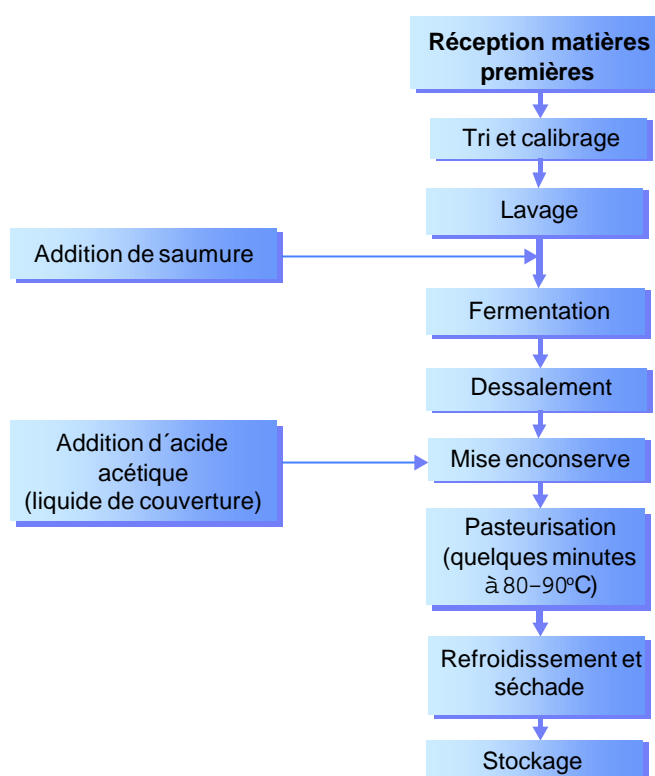 Réception matières
premières
Tri et calibrage
Lavage
Addition de saumure
Fermentation
Dessalement
Addition d´acide
acétique
(liquide de couverture)
Mise enconserve
Pasteurisation
(quelques minutes
à 80–90ºC)
Refroidissement et
séchade
Stockage